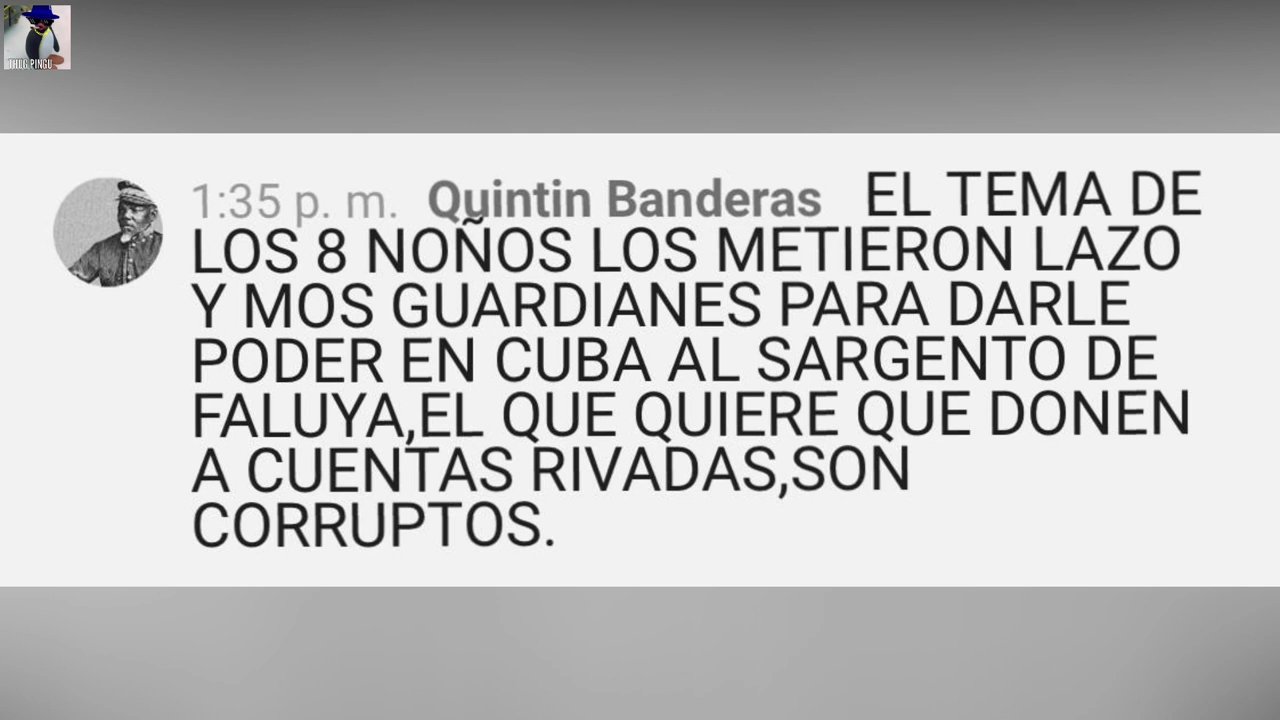 THUG PINGU
1:35 p. m. Quintin Banderas EL TEMA DE
LOS 8 NOÑOS LOS METIERON LAZO
Y MOS GUARDIANES PARA DARLE
PODER EN CUBA AL SARGENTO DE
FALUYA,EL QUE QUIERE QUE DONEN
A CUENTAS RIVADAS,SON
CORRUPTOS.